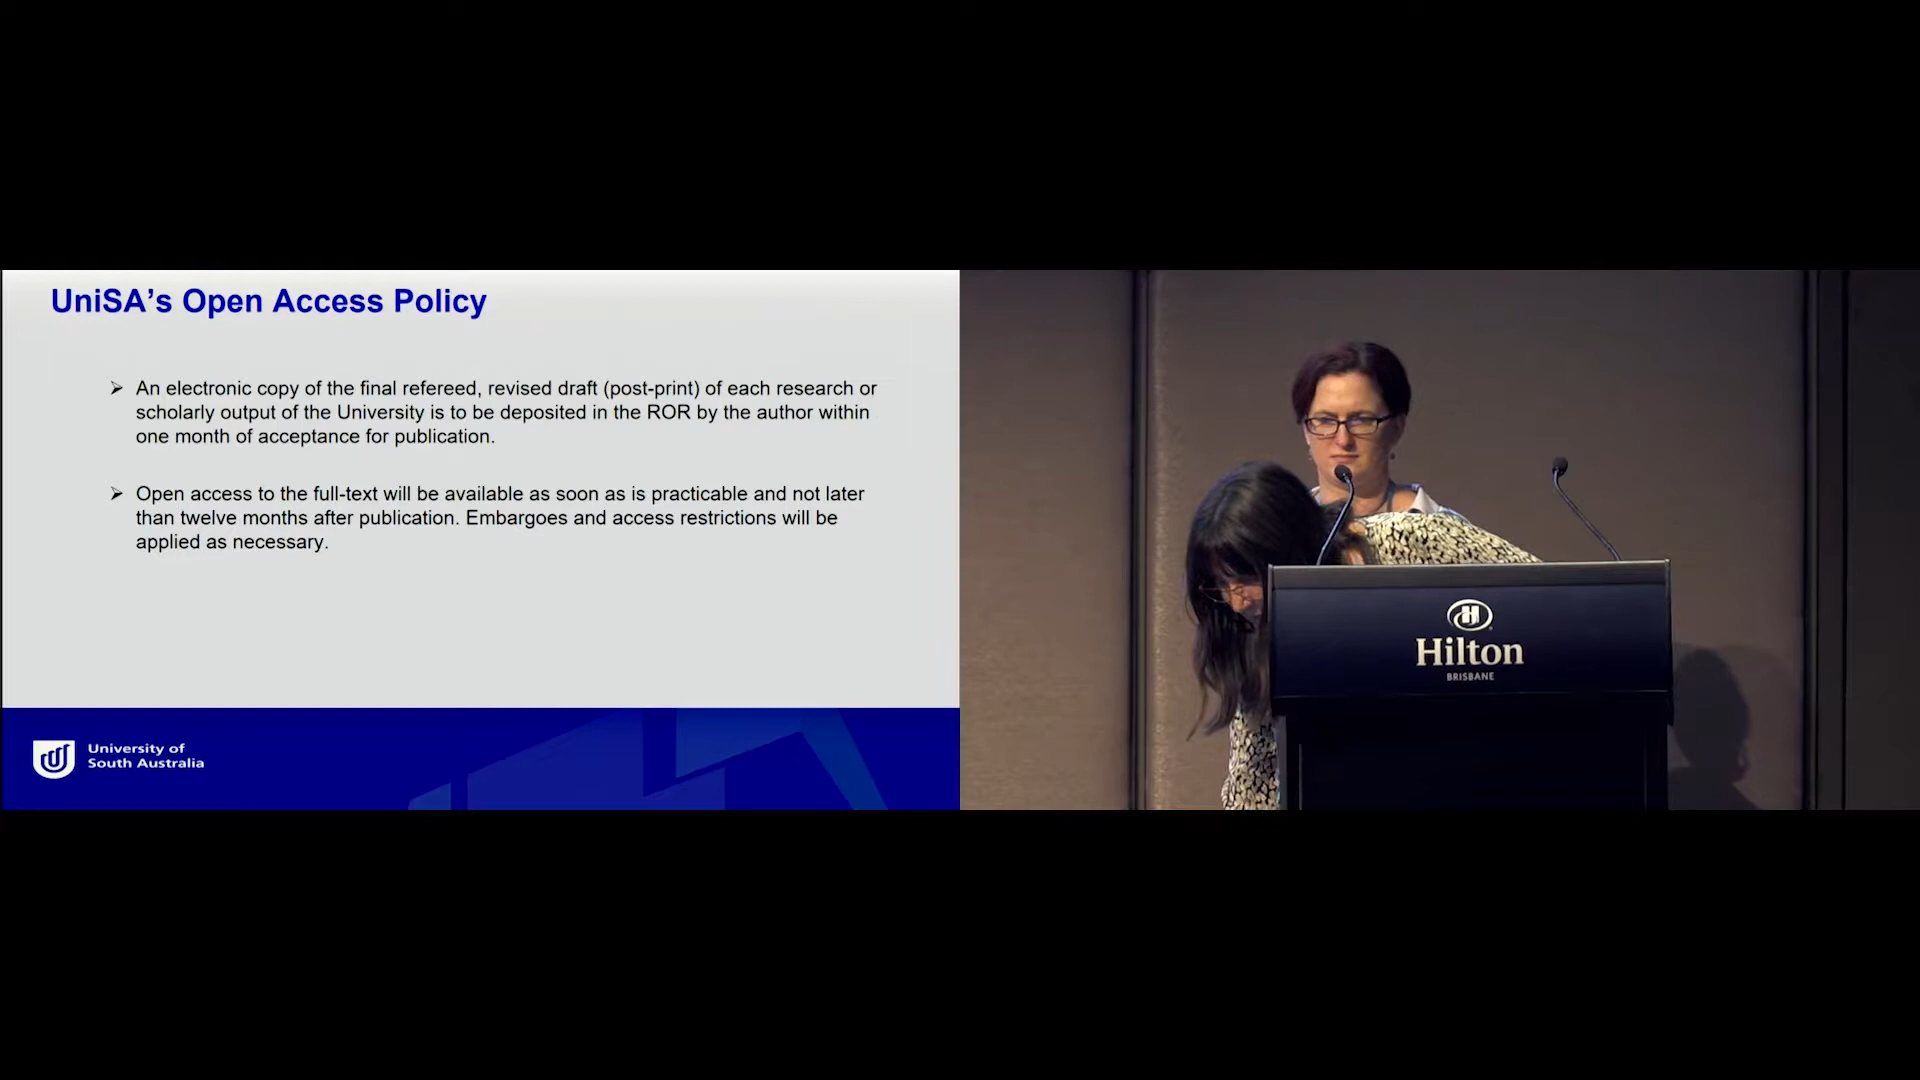 UniSA’s Open Access Policy
An electronic copy of the final refereed, revised draft (post-print) of each research or
scholarly output of the University is to be deposited in the ROR by the author within
one month of acceptance for publication.
Open access to the full-text will be available as soon as is practicable and not later
than twelve months after publication. Embargoes and access restrictions will be
applied as necessary.
University of
South Australia
H
Hilton
BRISBANE